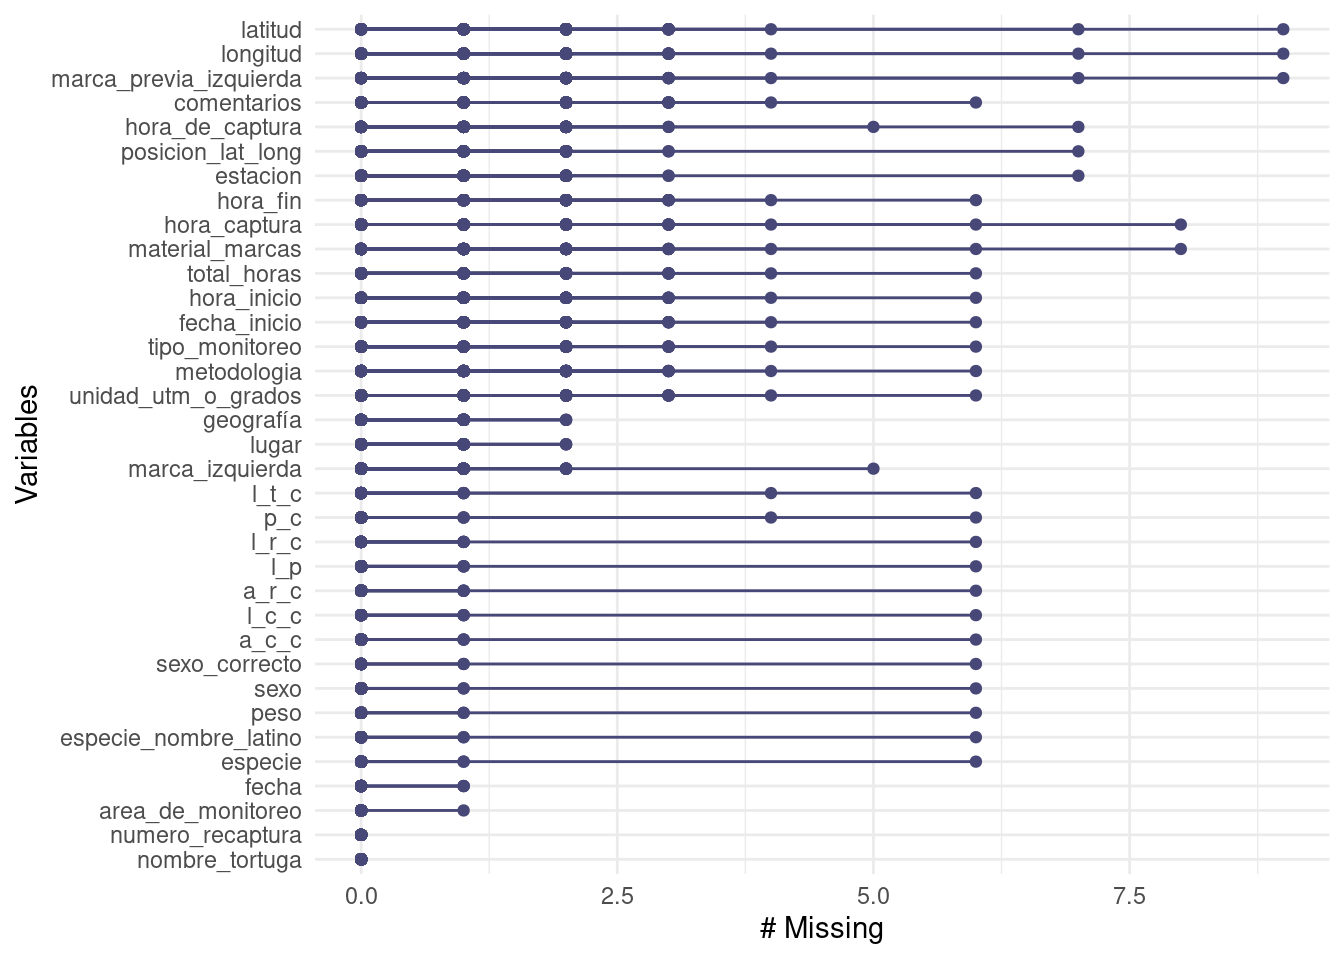 latitud
longitud
marca_previa_izquierda
comentarios
hora_de_captura
posicion_lat_long
estacion
hora_fin
hora_captura
material_marcas
total_horas
hora_inicio
fecha_inicio
tipo_monitoreo
metodologia
unidad_utm_o_grados
geografía
lugar
marca_izquierda
l_t_c
p_c
l_r_c
l_p
a_r_c
l_c_c
a_c_c
sexo_correcto
sexo
peso
especie_nombre_latino
especie
fecha
area_de_monitoreo
numero_recaptura
nombre_tortuga
Variables
0.0 2.5 5.0 7.5
# Missing